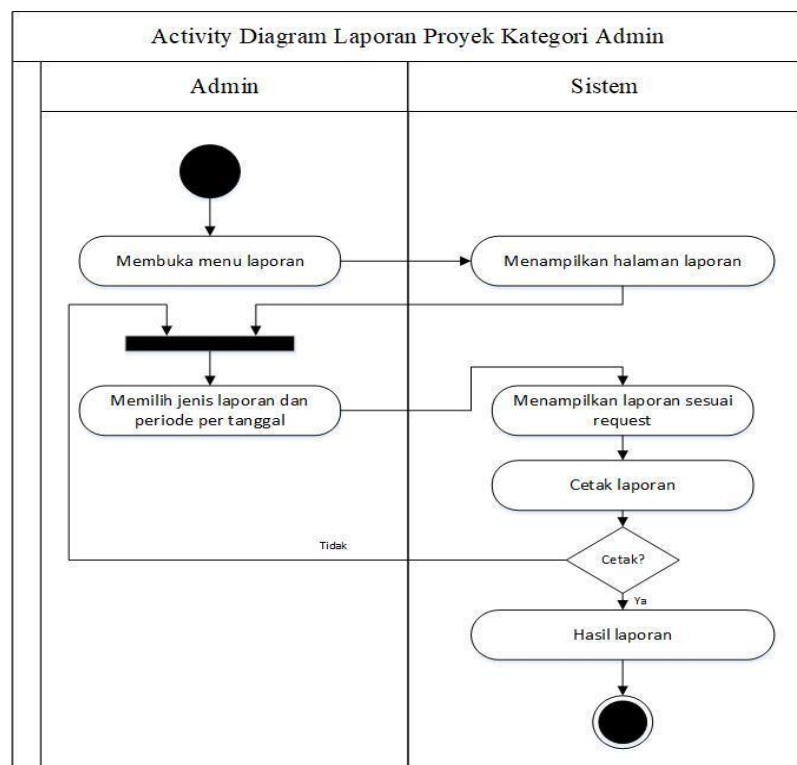 Activity Diagram Laporan Proyek Kategori Admin
Admin
Sistem
Membuka menu laporan
Menampilkan halaman laporan
Memilih jenis laporan dan
periode per tanggal
Menampilkan laporan sesuai
request
Cetak laporan
Tidak
Cetak?
Ya
Hasil laporan